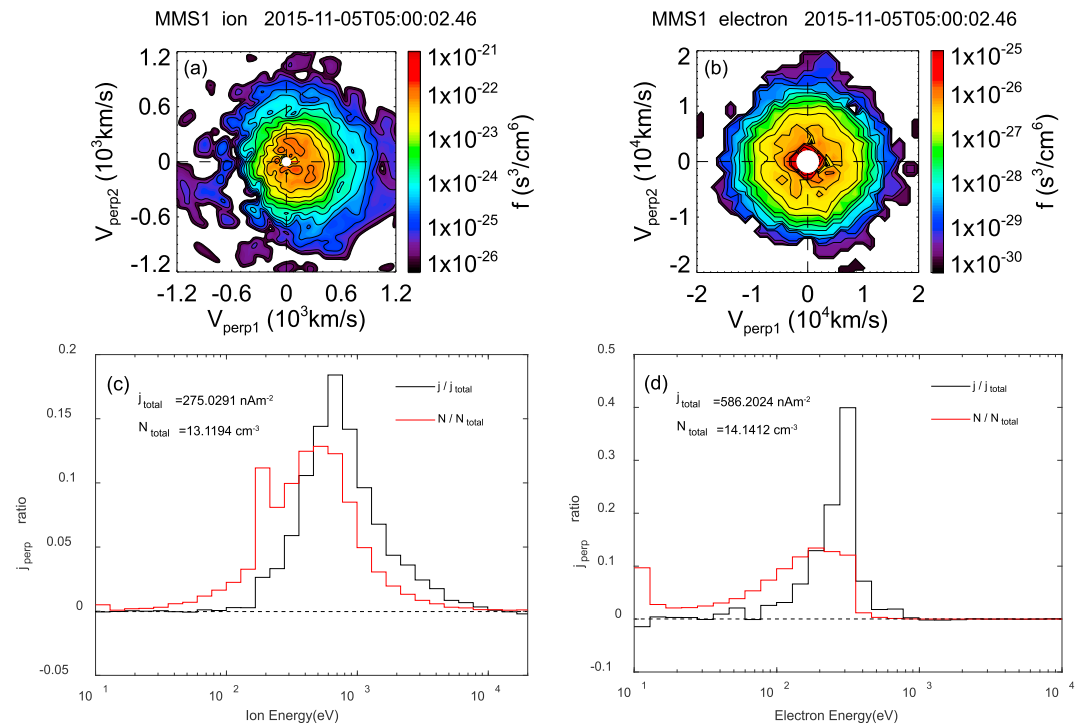 MMS1 ion 2015-11-05T05:00:02.46
MMS1 electron 2015-11-05T05:00:02.46
(a)
1.2
0.6
0
-0.6
-1.2
Vperp2 (10³km/s)
-1.2 -0.6 0 0.6 1.2
Vperp1 (10³km/s)
1x10-21
1x10-22
1x10-23
1x10-24
1x10-25
1x10-26
f (s³/cm⁶)
(b)
2
1
0
-1
-2
Vperp2 (10⁴km/s)
-2 -1 0 1 2
Vperp1 (10⁴km/s)
1x10-25
1x10-26
1x10-27
1x10-28
1x10-29
1x10-30
f (s³/cm⁶)
(c)
jtotal =275.0291 nAm-2
Ntotal =13.1194 cm-3
j / jtotal
N / Ntotal
0.2
0.15
0.1
0.05
0
-0.05
jperp ratio
10¹ 10² 10³ 10⁴
Ion Energy(eV)
(d)
jtotal =586.2024 nAm-2
Ntotal =14.1412 cm-3
j / jtotal
N / Ntotal
0.5
0.4
0.3
0.2
0.1
0
-0.1
jperp ratio
10¹ 10² 10³ 10⁴
Electron Energy(eV)